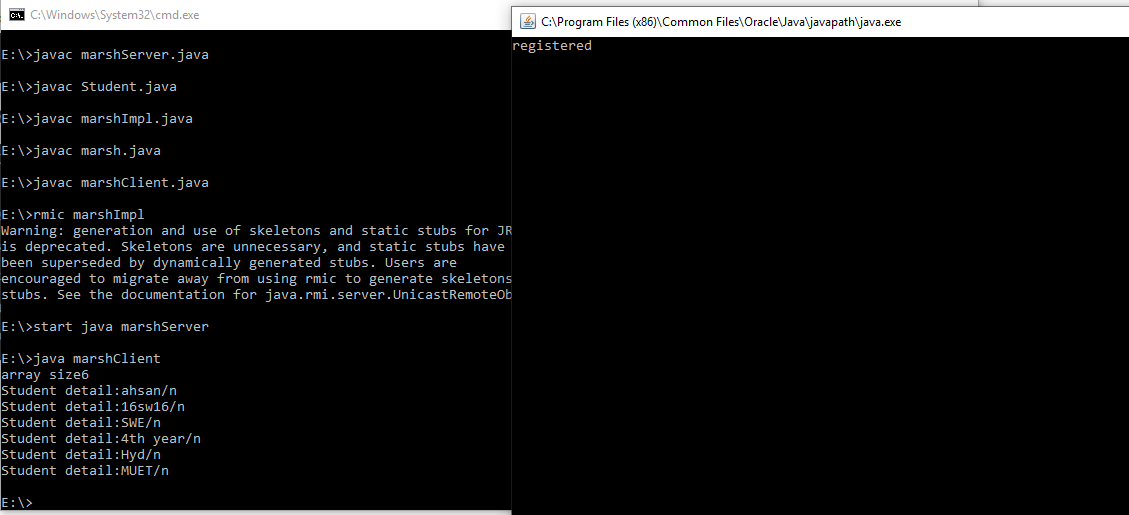 C:\Windows\System32\cmd.exe
E:\>javac marshServer.java
E:\>javac Student.java
E:\>javac marshImpl.java
E:\>javac marsh.java
E:\>javac marshClient.java
E:\>rmic marshImpl
Warning: generation and use of skeletons and static stubs for JR
is deprecated. Skeletons are unnecessary, and static stubs have
been superseded by dynamically generated stubs. Users are
encouraged to migrate away from using rmic to generate skeletons
stubs. See the documentation for java.rmi.server.UnicastRemoteOb
E:\>start java marshServer
E:\>java marshClient
array size6
Student detail:ahsan/n
Student detail:16sw16/n
Student detail:SWE/n
Student detail:4th year/n
Student detail:Hyd/n
Student detail:MUET/n
E:\>
C:\Program Files (x86)\Common Files\Oracle\Java\javapath\java.exe
registered